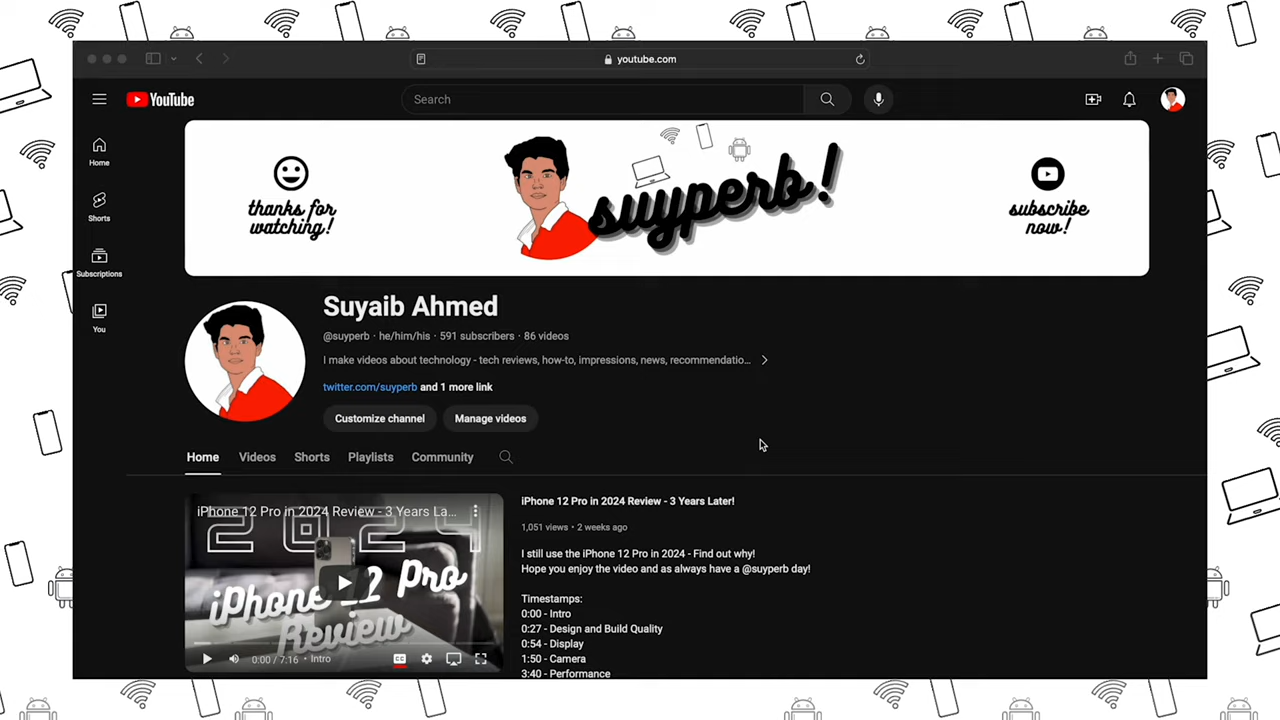 youtube.com
YouTube
Search
Home
Shorts
Subscriptions
You
thanks for
watching!
suyperb!
subscribe
now!
Suyaib Ahmed
@suyperb · he/him/his · 591 subscribers · 86 videos
I make videos about technology - tech reviews, how-to, impressions, news, recommendatio...
twitter.com/suyperb and 1 more link
Customize channel
Manage videos
Home
Videos
Shorts
Playlists
Community
iPhone 12 Pro in 2024 Review - 3 Years La...
2024
iPhone 12 Pro
Review
0:00 / 7:16 · Intro
CC
iPhone 12 Pro in 2024 Review - 3 Years Later!
1,051 views · 2 weeks ago
I still use the iPhone 12 Pro in 2024 - Find out why!
Hope you enjoy the video and as always have a @suyperb day!
Timestamps:
0:00 - Intro
0:27 - Design and Build Quality
0:54 - Display
1:50 - Camera
3:40 - Performance